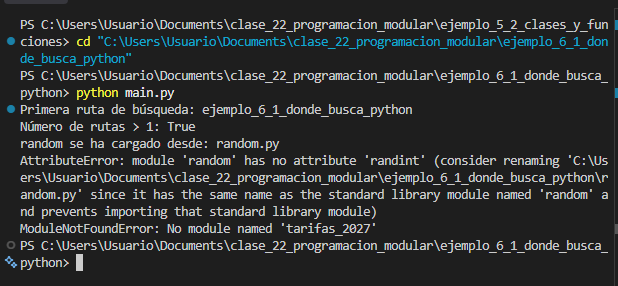 PS C:\Users\Usuario\Documents\clase_22_programacion_modular\ejemplo_5_2_clases_y_fun
ciones> cd "C:\Users\Usuario\Documents\clase_22_programacion_modular\ejemplo_6_1_don
de_busca_python"
PS C:\Users\Usuario\Documents\clase_22_programacion_modular\ejemplo_6_1_donde_busca_
python> python main.py
Primera ruta de búsqueda: ejemplo_6_1_donde_busca_python
Número de rutas > 1: True
random se ha cargado desde: random.py
AttributeError: module 'random' has no attribute 'randint' (consider renaming 'C:\Us
ers\Usuario\Documents\clase_22_programacion_modular\ejemplo_6_1_donde_busca_python\r
andom.py' since it has the same name as the standard library module named 'random' a
nd prevents importing that standard library module)
ModuleNotFoundError: No module named 'tarifas_2027'
PS C:\Users\Usuario\Documents\clase_22_programacion_modular\ejemplo_6_1_donde_busca_
python>